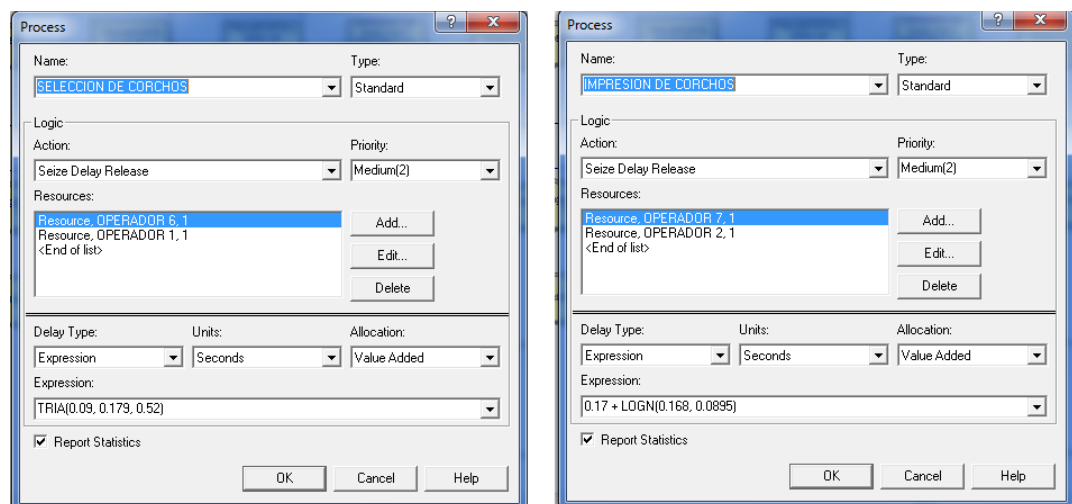 Process
Name: Type:
SELECCION DE CORCHOS Standard
Logic
Action: Priority:
Seize Delay Release Medium(2)
Resources:
Resource, OPERADOR 6, 1
Resource, OPERADOR 1, 1
<End of list>
Add...
Edit...
Delete
Delay Type: Units: Allocation:
Expression Seconds Value Added
Expression:
TRIA(0.09, 0.179, 0.52)
Report Statistics
OK Cancel Help
Process
Name: Type:
IMPRESION DE CORCHOS Standard
Logic
Action: Priority:
Seize Delay Release Medium(2)
Resources:
Resource, OPERADOR 7, 1
Resource, OPERADOR 2, 1
<End of list>
Add...
Edit...
Delete
Delay Type: Units: Allocation:
Expression Seconds Value Added
Expression:
0.17 + LOGN(0.168, 0.0895)
Report Statistics
OK Cancel Help